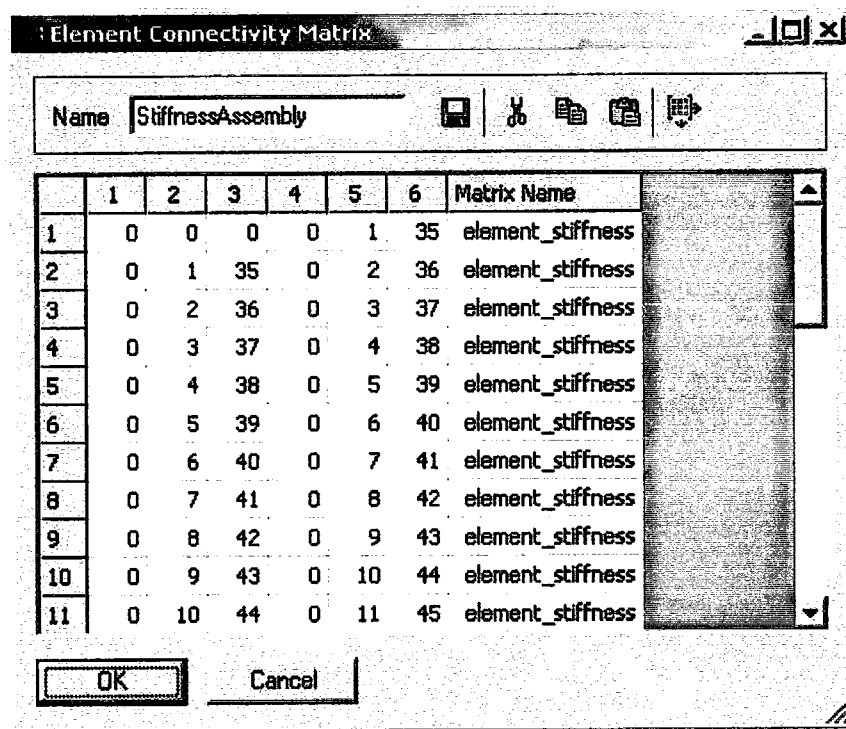 Element Connectivity Matrix
Name StiffnessAssembly
1 2 3 4 5 6 Matrix Name
1 0 0 0 0 1 35 element_stiffness
2 0 1 35 0 2 36 element_stiffness
3 0 2 36 0 3 37 element_stiffness
4 0 3 37 0 4 38 element_stiffness
5 0 4 38 0 5 39 element_stiffness
6 0 5 39 0 6 40 element_stiffness
7 0 6 40 0 7 41 element_stiffness
8 0 7 41 0 8 42 element_stiffness
9 0 8 42 0 9 43 element_stiffness
10 0 9 43 0 10 44 element_stiffness
11 0 10 44 0 11 45 element_stiffness
OK Cancel